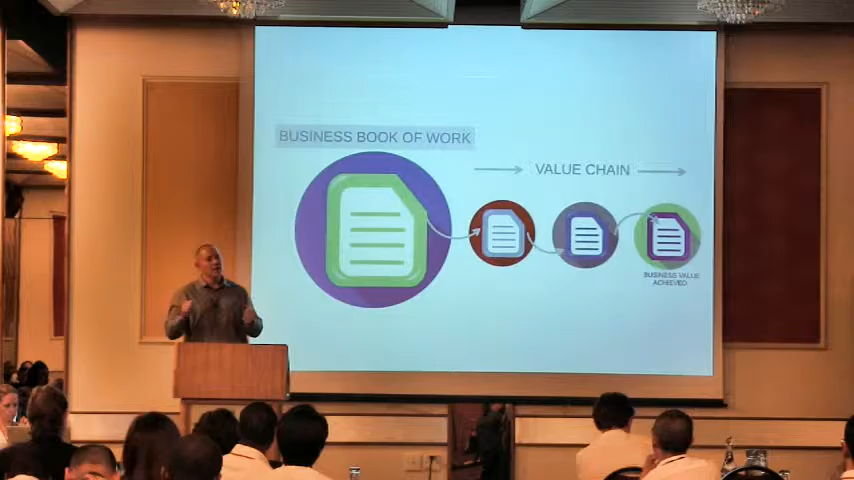 BUSINESS BOOK OF WORK
VALUE CHAIN
BUSINESS VALUE
ACHIEVED